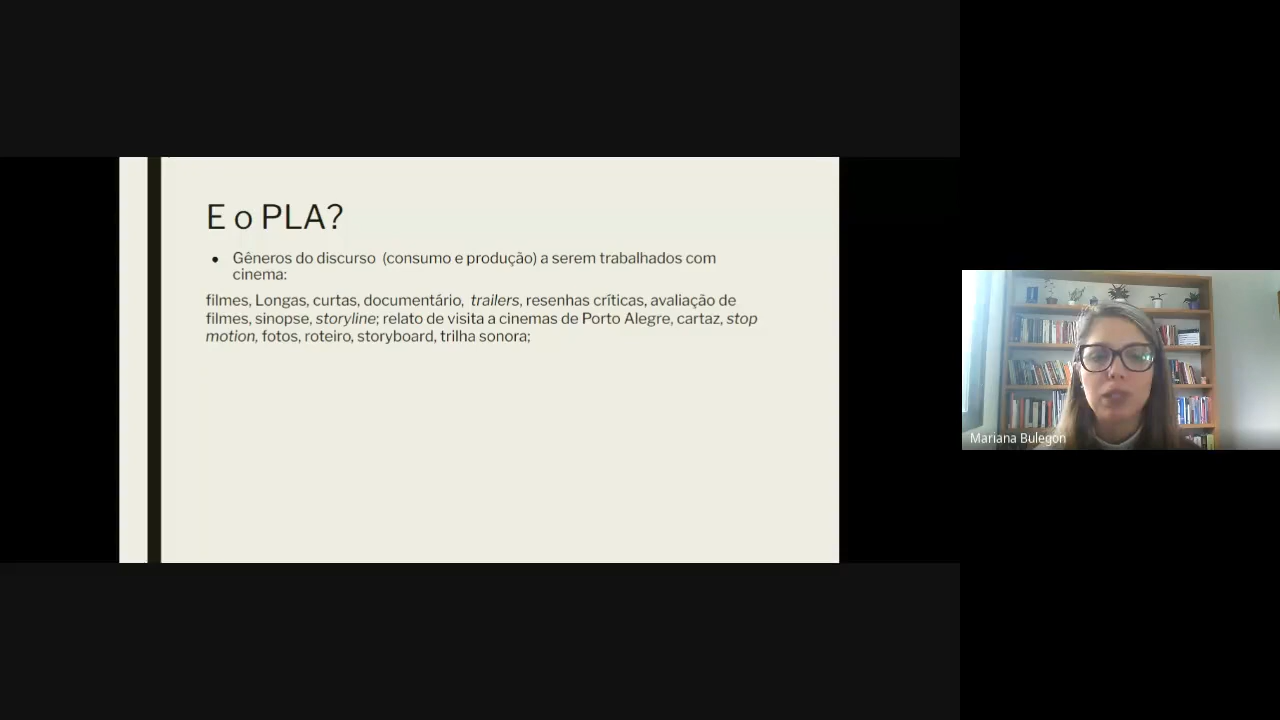 E o PLA?
• Gêneros do discurso (consumo e produção) a serem trabalhados com
cinema:
filmes, Longas, curtas, documentário, trailers, resenhas críticas, avaliação de
filmes, sinopse, storyline; relato de visita a cinemas de Porto Alegre, cartaz, stop
motion, fotos, roteiro, storyboard, trilha sonora;
Mariana Bulegon